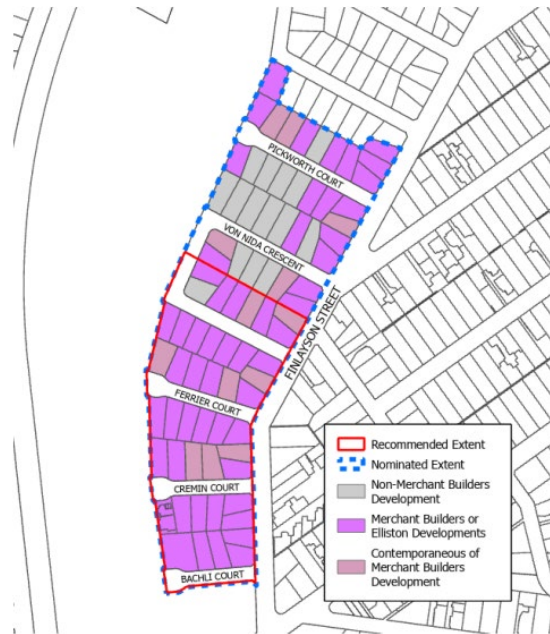 PICKWORTH COURT
VON NIDA CRESCENT
FINLAYSON STREET
FERRIER COURT
CREMIN COURT
BACHLI COURT
Recommended Extent
Nominated Extent
Non-Merchant Builders
Development
Merchant Builders or
Elliston Developments
Contemporaneous of
Merchant Builders
Development